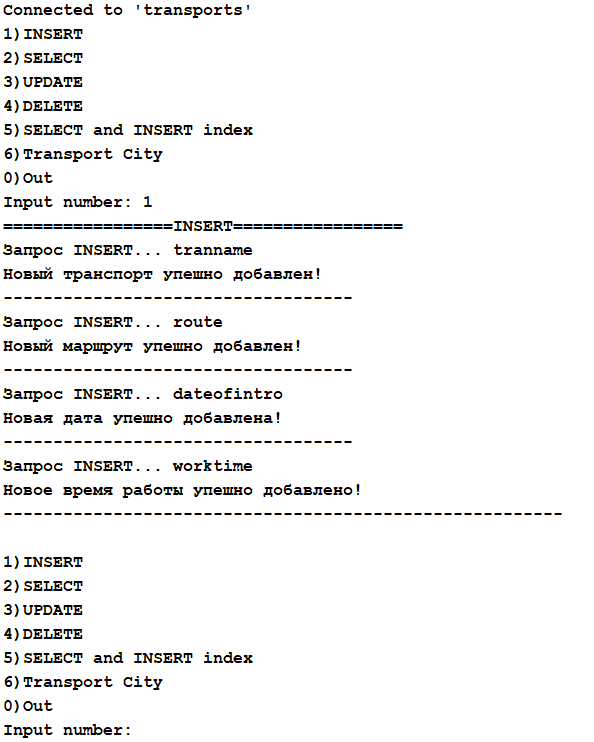 Connected to 'transports'
1)INSERT
2)SELECT
3)UPDATE
4)DELETE
5)SELECT and INSERT index
6)Transport City
0)Out
Input number: 1
=================INSERT=================
Запрос INSERT... tranname
Новый транспорт упешно добавлен!
-----------------------------------
Запрос INSERT... route
Новый маршрут упешно добавлен!
-----------------------------------
Запрос INSERT... dateofintro
Новая дата упешно добавлена!
-----------------------------------
Запрос INSERT... worktime
Новое время работы упешно добавлено!
--------------------------------------------------------
1)INSERT
2)SELECT
3)UPDATE
4)DELETE
5)SELECT and INSERT index
6)Transport City
0)Out
Input number: